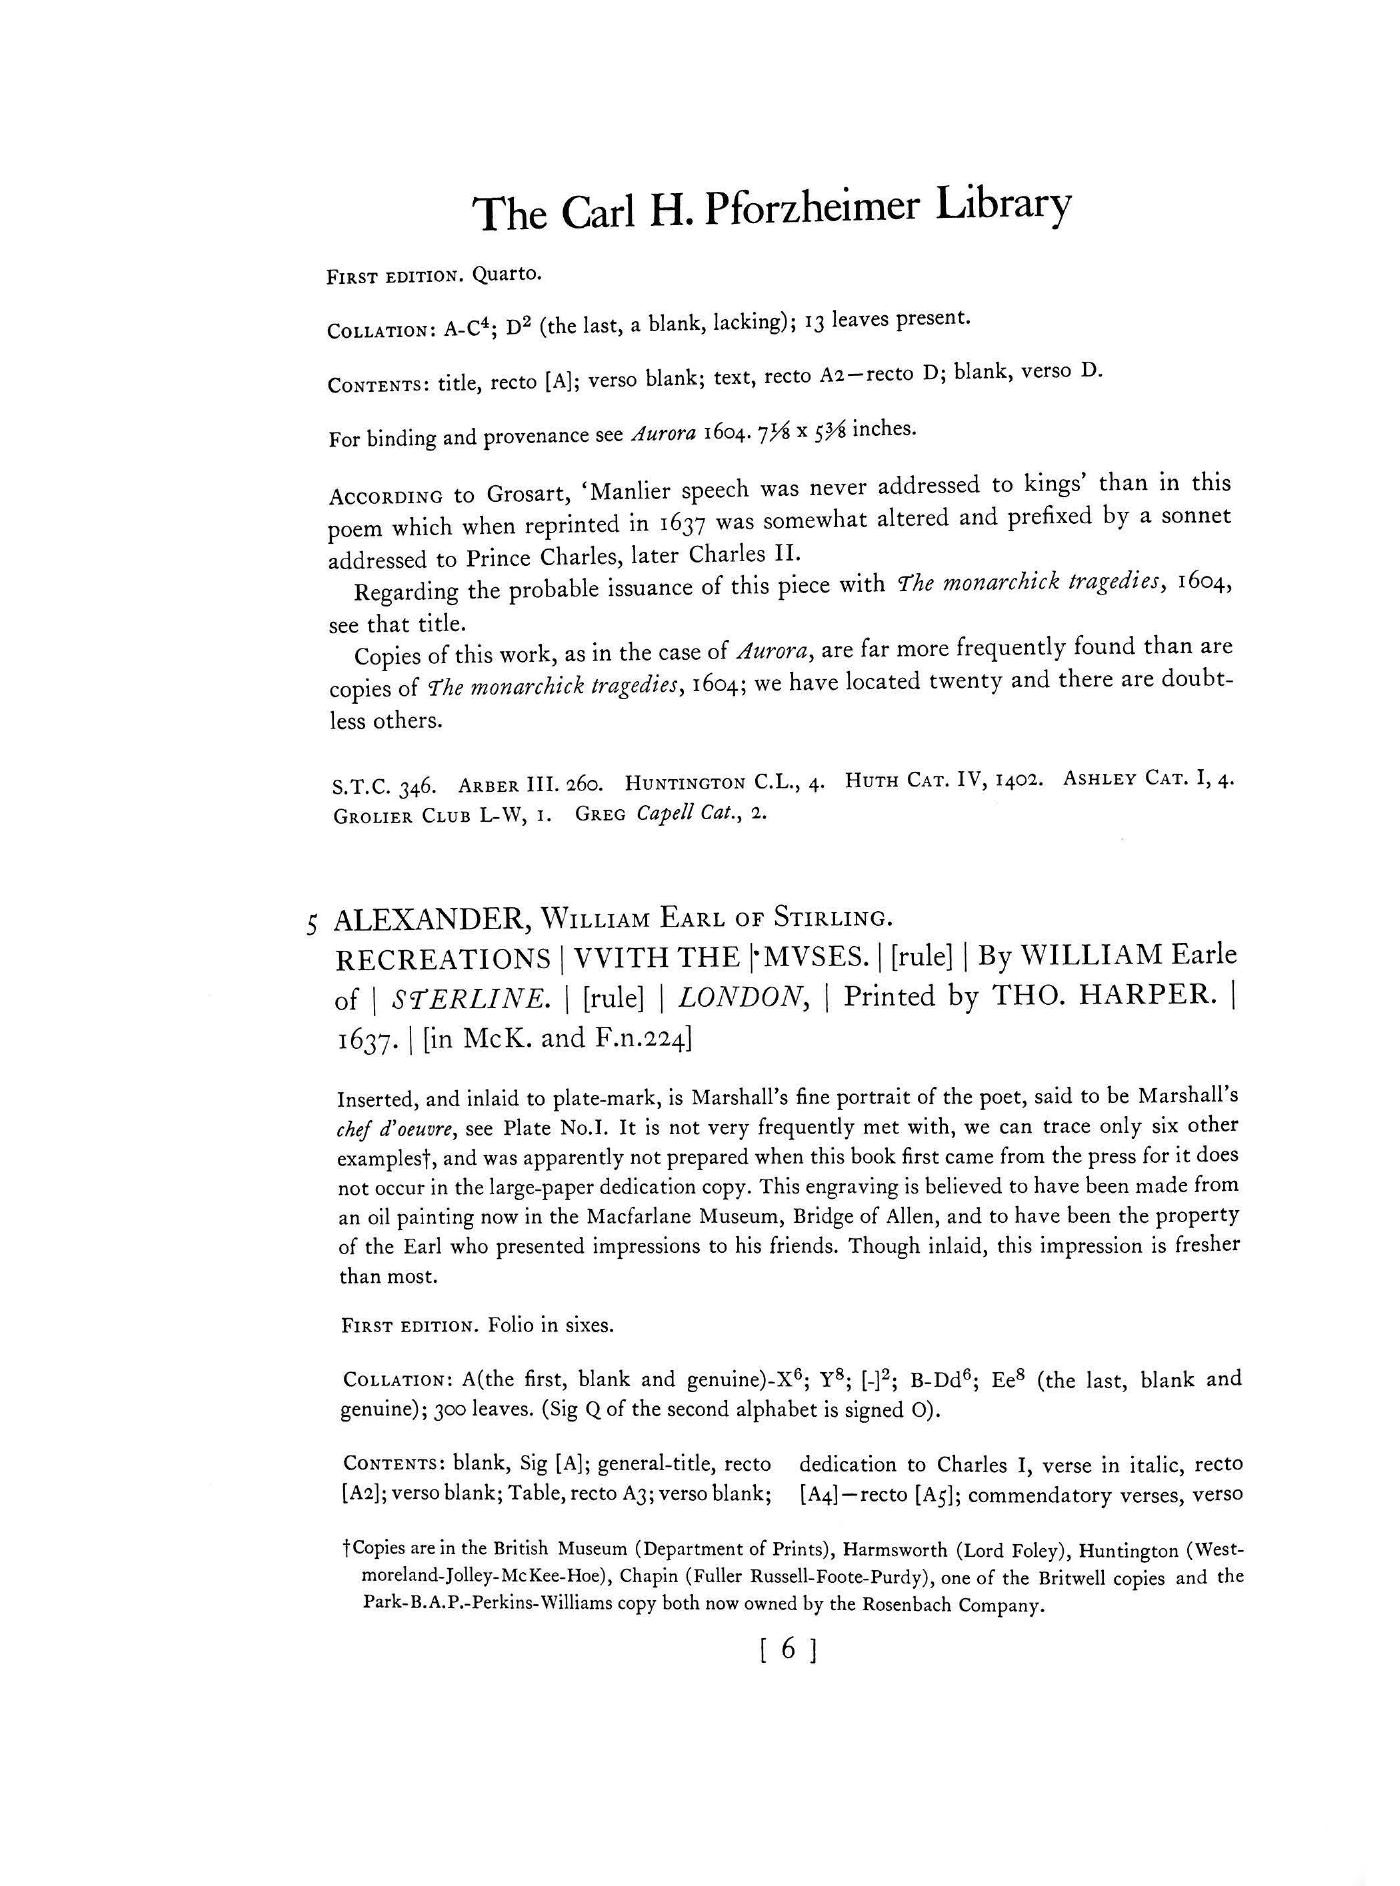 The Carl H. Pforzheimer Library
First edition. Quarto.
Collation: A-C⁴; D² (the last, a blank, lacking); 13 leaves present.
Contents: title, recto [A]; verso blank; text, recto A2—recto D; blank, verso D.
For binding and provenance see Aurora 1604. 7⅛ x 5⅜ inches.
According to Grosart, ‘Manlier speech was never addressed to kings’ than in this
poem which when reprinted in 1637 was somewhat altered and prefixed by a sonnet
addressed to Prince Charles, later Charles II.
Regarding the probable issuance of this piece with The monarchick tragedies, 1604,
see that title.
Copies of this work, as in the case of Aurora, are far more frequently found than are
copies of The monarchick tragedies, 1604; we have located twenty and there are doubt-
less others.
S.T.C. 346. Arber III. 260. Huntington C.L., 4. Huth Cat. IV, 1402. Ashley Cat. I, 4.
Grolier Club L-W, 1. Greg Capell Cat., 2.
5 ALEXANDER, William Earl of Stirling.
RECREATIONS | VVITH THE |·MVSES. | [rule] | By WILLIAM Earle
of | STERLINE. | [rule] | LONDON, | Printed by THO. HARPER. |
1637. | [in McK. and F.n.224]
Inserted, and inlaid to plate-mark, is Marshall’s fine portrait of the poet, said to be Marshall’s
chef d’oeuvre, see Plate No.I. It is not very frequently met with, we can trace only six other
examples†, and was apparently not prepared when this book first came from the press for it does
not occur in the large-paper dedication copy. This engraving is believed to have been made from
an oil painting now in the Macfarlane Museum, Bridge of Allen, and to have been the property
of the Earl who presented impressions to his friends. Though inlaid, this impression is fresher
than most.
First edition. Folio in sixes.
Collation: A(the first, blank and genuine)-X⁶; Y⁸; [-]²; B-Dd⁶; Ee⁸ (the last, blank and
genuine); 300 leaves. (Sig Q of the second alphabet is signed O).
Contents: blank, Sig [A]; general-title, recto
[A2]; verso blank; Table, recto A3; verso blank;
dedication to Charles I, verse in italic, recto
[A4]—recto [A5]; commendatory verses, verso
†Copies are in the British Museum (Department of Prints), Harmsworth (Lord Foley), Huntington (West-
moreland-Jolley-McKee-Hoe), Chapin (Fuller Russell-Foote-Purdy), one of the Britwell copies and the
Park-B.A.P.-Perkins-Williams copy both now owned by the Rosenbach Company.
[ 6 ]